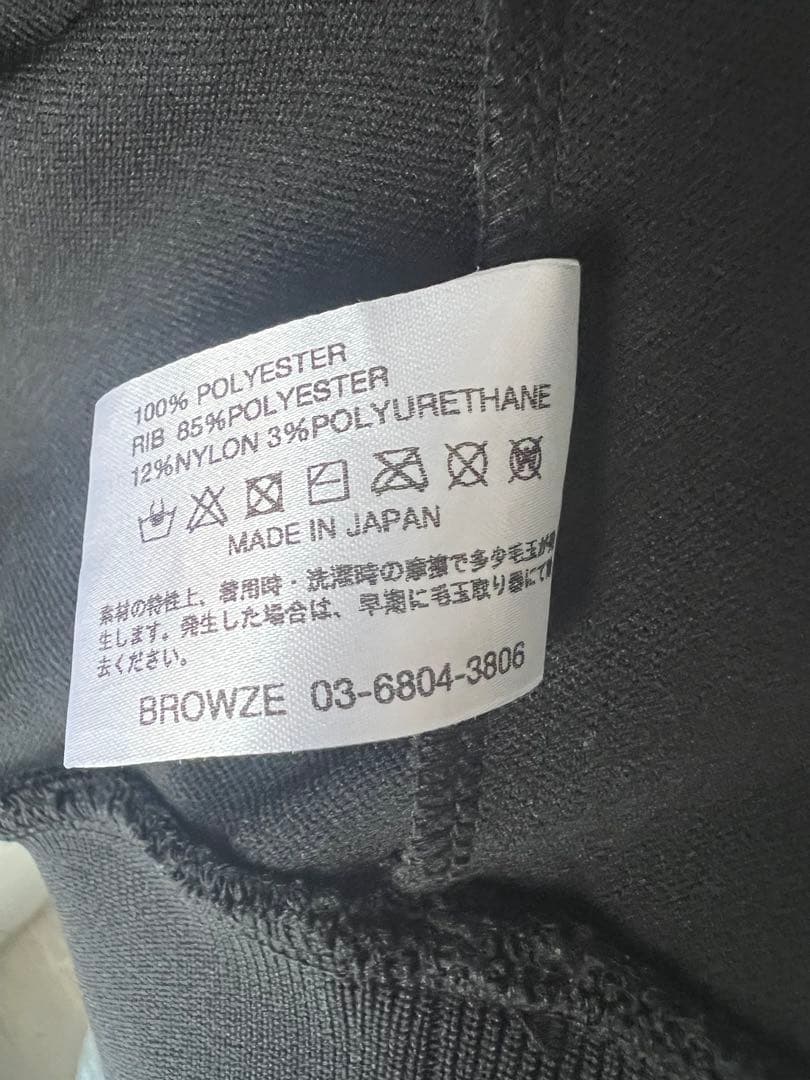 100% POLYESTER
RIB 85%POLYESTER
12%NYLON 3%POLYURETHANE
MADE IN JAPAN
素材の特性上、着用時・洗濯時の摩擦で多少毛玉が
生します。発生した場合は、早期に毛玉取り器にて
去ください。
BROWZE 03-6804-3806